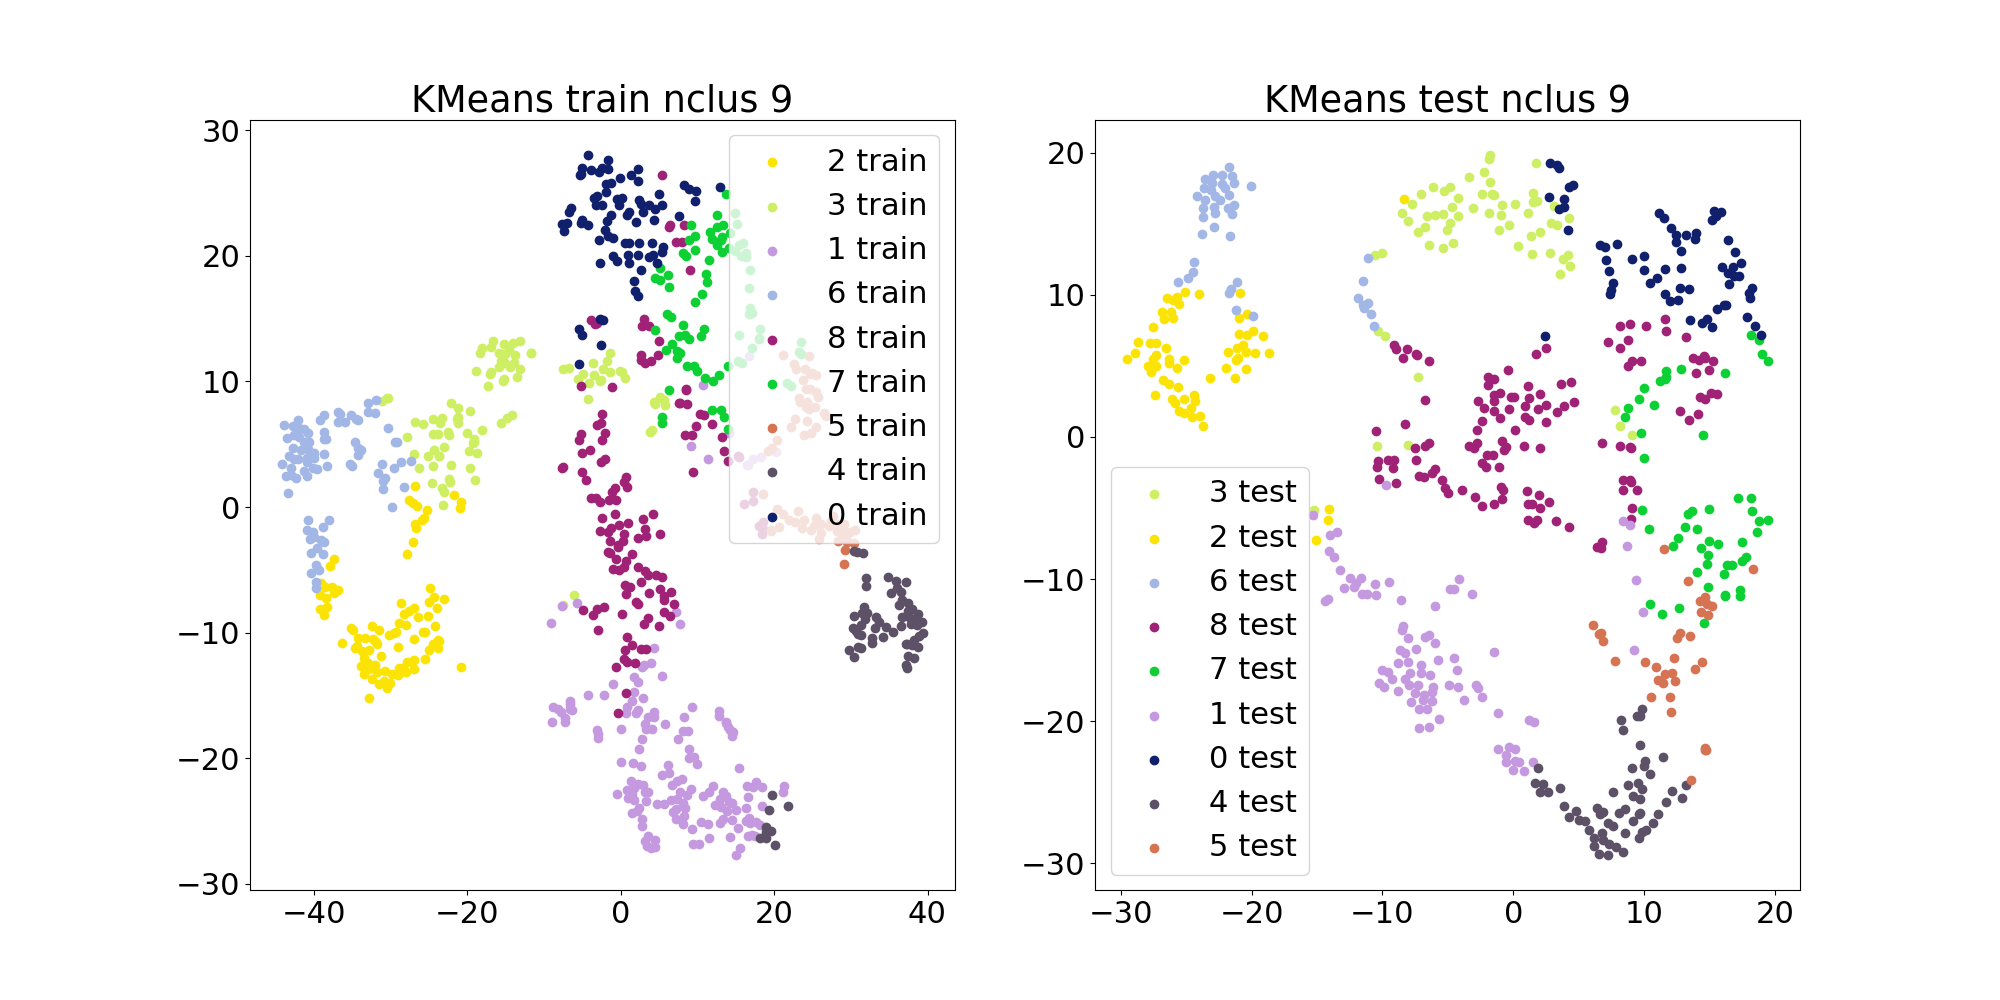 KMeans train nclus 9
30
20
10
0
−10
−20
−30
−40
−20
0
20
40
2 train
3 train
1 train
6 train
8 train
7 train
5 train
4 train
0 train
KMeans test nclus 9
20
10
0
−10
−20
−30
−30
−20
−10
0
10
20
3 test
2 test
6 test
8 test
7 test
1 test
0 test
4 test
5 test